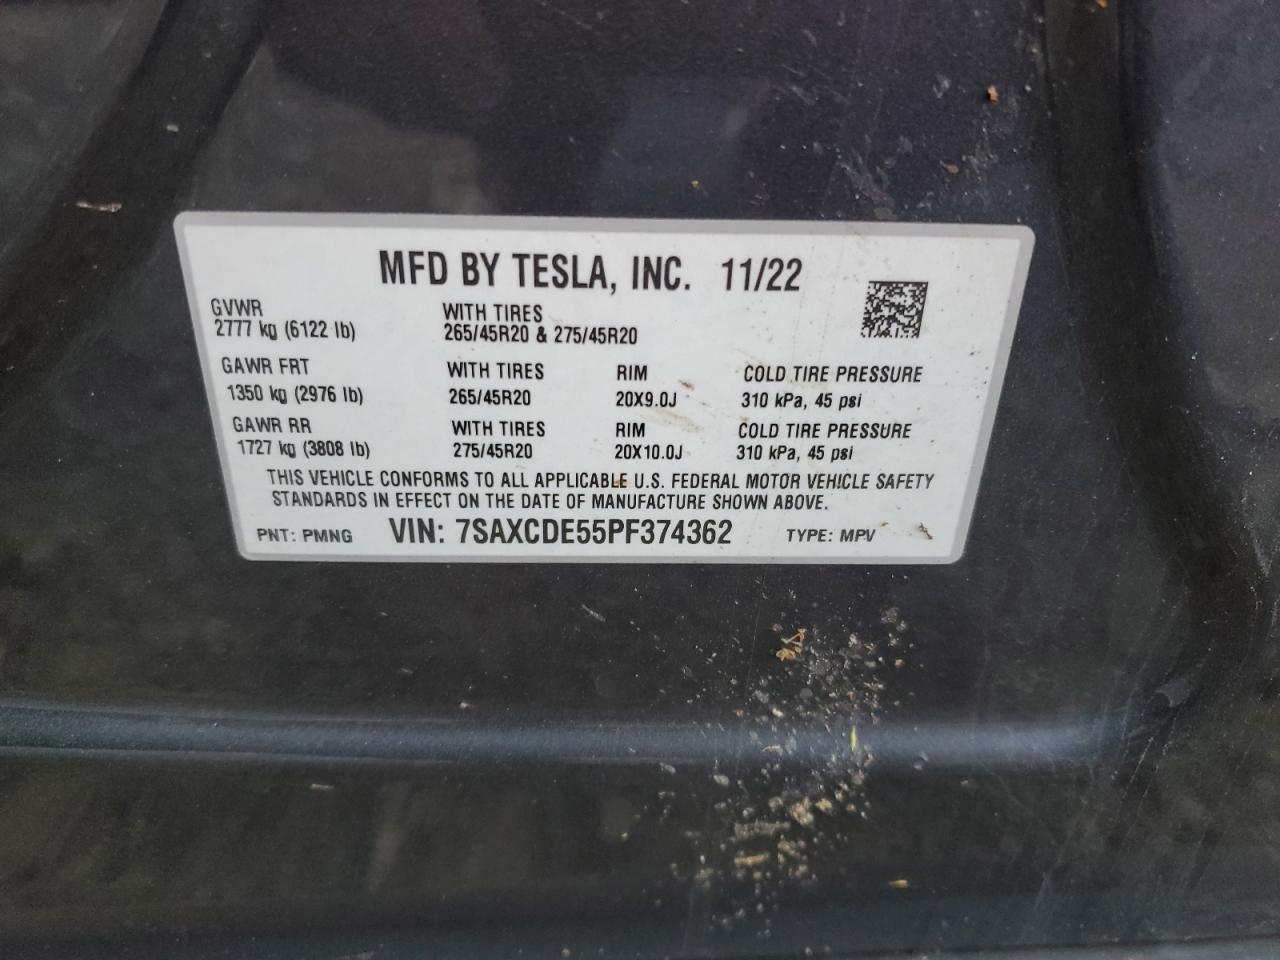 MFD BY TESLA, INC. 11/22
GVWR
2777 kg (6122 lb)
WITH TIRES
265/45R20 & 275/45R20
GAWR FRT WITH TIRES RIM COLD TIRE PRESSURE
1350 kg (2976 lb) 265/45R20 20X9.0J 310 kPa, 45 psi
GAWR RR WITH TIRES RIM COLD TIRE PRESSURE
1727 kg (3808 lb) 275/45R20 20X10.0J 310 kPa, 45 psi
THIS VEHICLE CONFORMS TO ALL APPLICABLE U.S. FEDERAL MOTOR VEHICLE SAFETY
STANDARDS IN EFFECT ON THE DATE OF MANUFACTURE SHOWN ABOVE.
PNT: PMNG VIN: 7SAXCDE55PF374362 TYPE: MPV